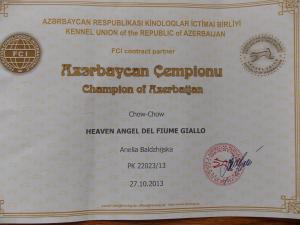 AZƏRBAYCAN RESPUBLİKASI KİNOLOQLAR İCTİMAİ BİRLİYİ
KENNEL UNION of the REPUBLIC OF AZERBAIJAN
FCI contract partner
FCI
Azərbaycan Çempionu
Champion of Azerbaijan
Chow-Chow
HEAVEN ANGEL DEL FIUME GIALLO
Anelia Baldzhijska
PK 22023/13
27.10.2013